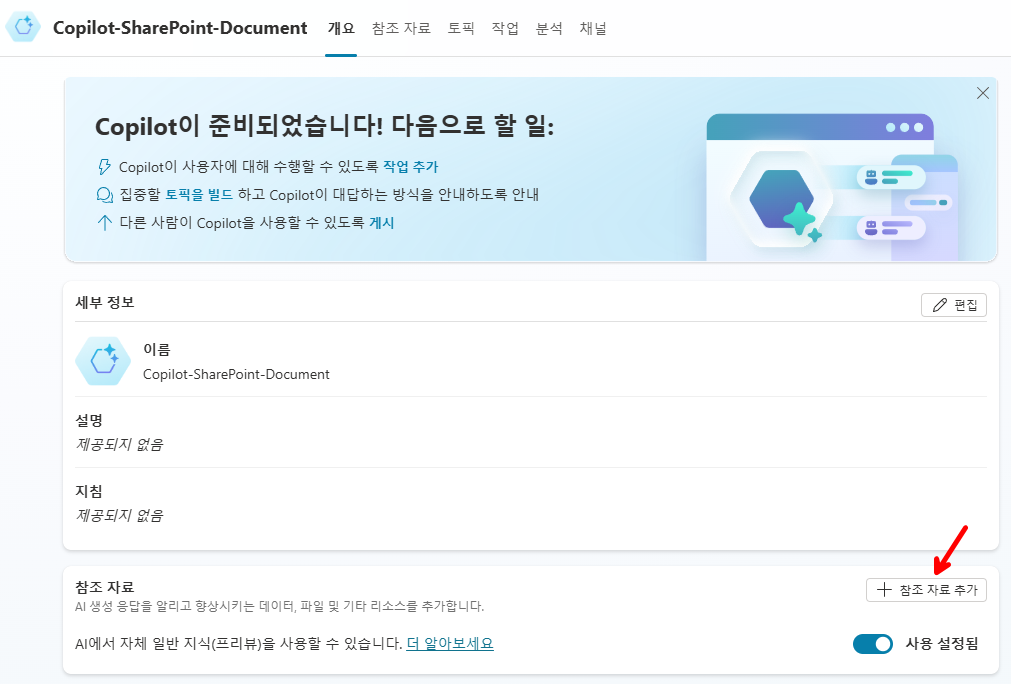 Copilot-SharePoint-Document 개요 참조 자료 토픽 작업 분석 채널
Copilot이 준비되었습니다! 다음으로 할 일:
Copilot이 사용자에 대해 수행할 수 있도록 작업 추가
집중할 토픽을 빌드 하고 Copilot이 대답하는 방식을 안내하도록 안내
다른 사람이 Copilot을 사용할 수 있도록 게시
세부 정보
편집
이름
Copilot-SharePoint-Document
설명
제공되지 없음
지침
제공되지 없음
참조 자료
참조 자료 추가
AI 생성 응답을 알리고 향상시키는 데이터, 파일 및 기타 리소스를 추가합니다.
AI에서 자체 일반 지식(프리뷰)을 사용할 수 있습니다. 더 알아보세요
사용 설정됨